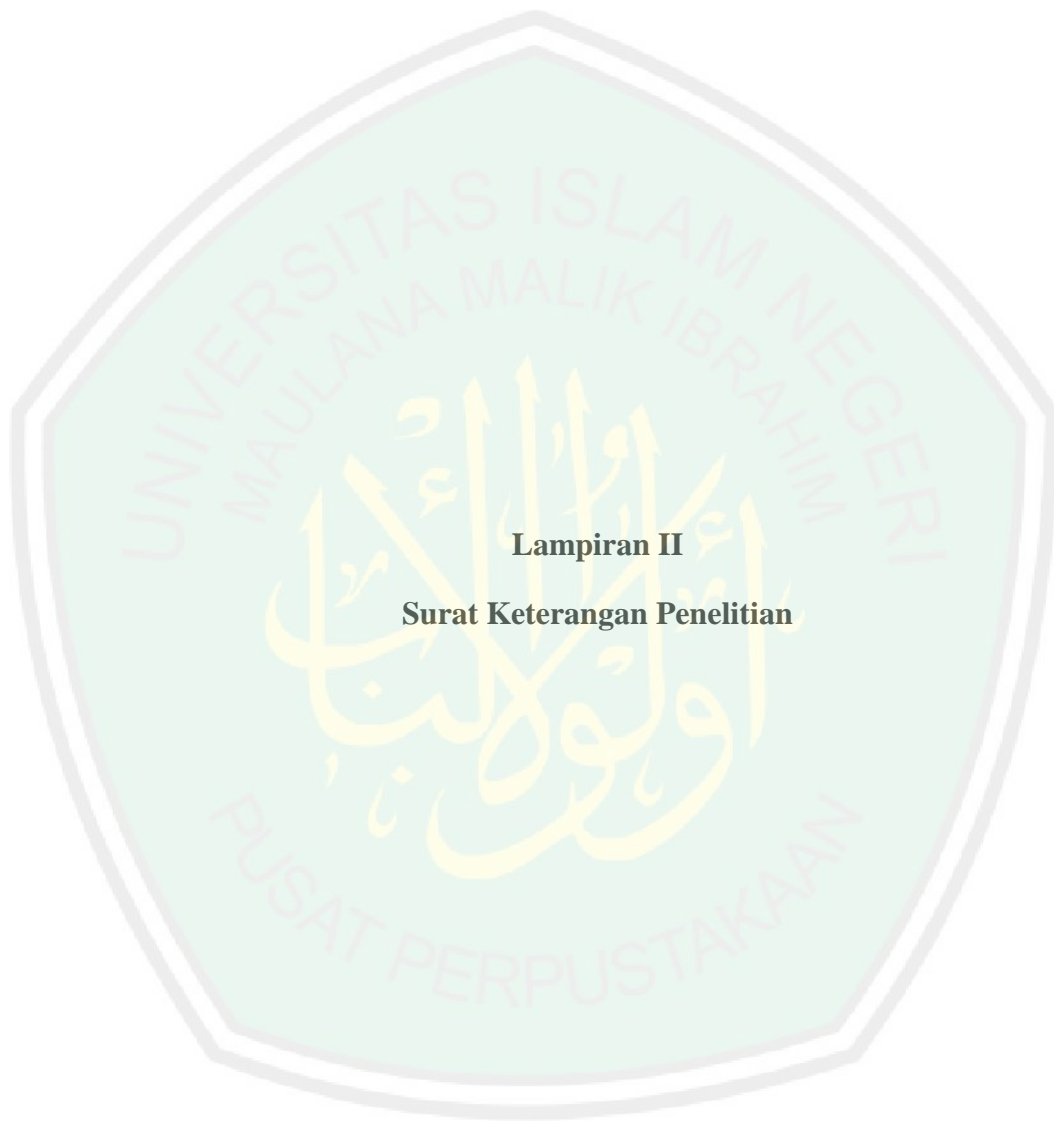 UNIVERSITAS ISLAM NEGERI
MAULANA MALIK IBRAHIM
Lampiran II
Surat Keterangan Penelitian
PUSAT PERPUSTAKAAN